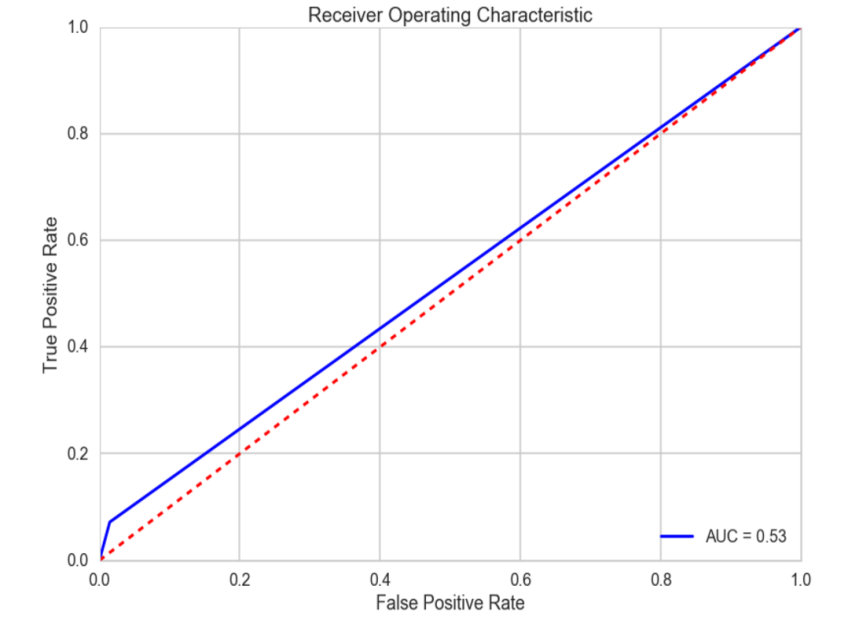 Receiver Operating Characteristic
1.0
0.8
0.6
0.4
0.2
0.0
True Positive Rate
AUC = 0.53
0.0 0.2 0.4 0.6 0.8 1.0
False Positive Rate